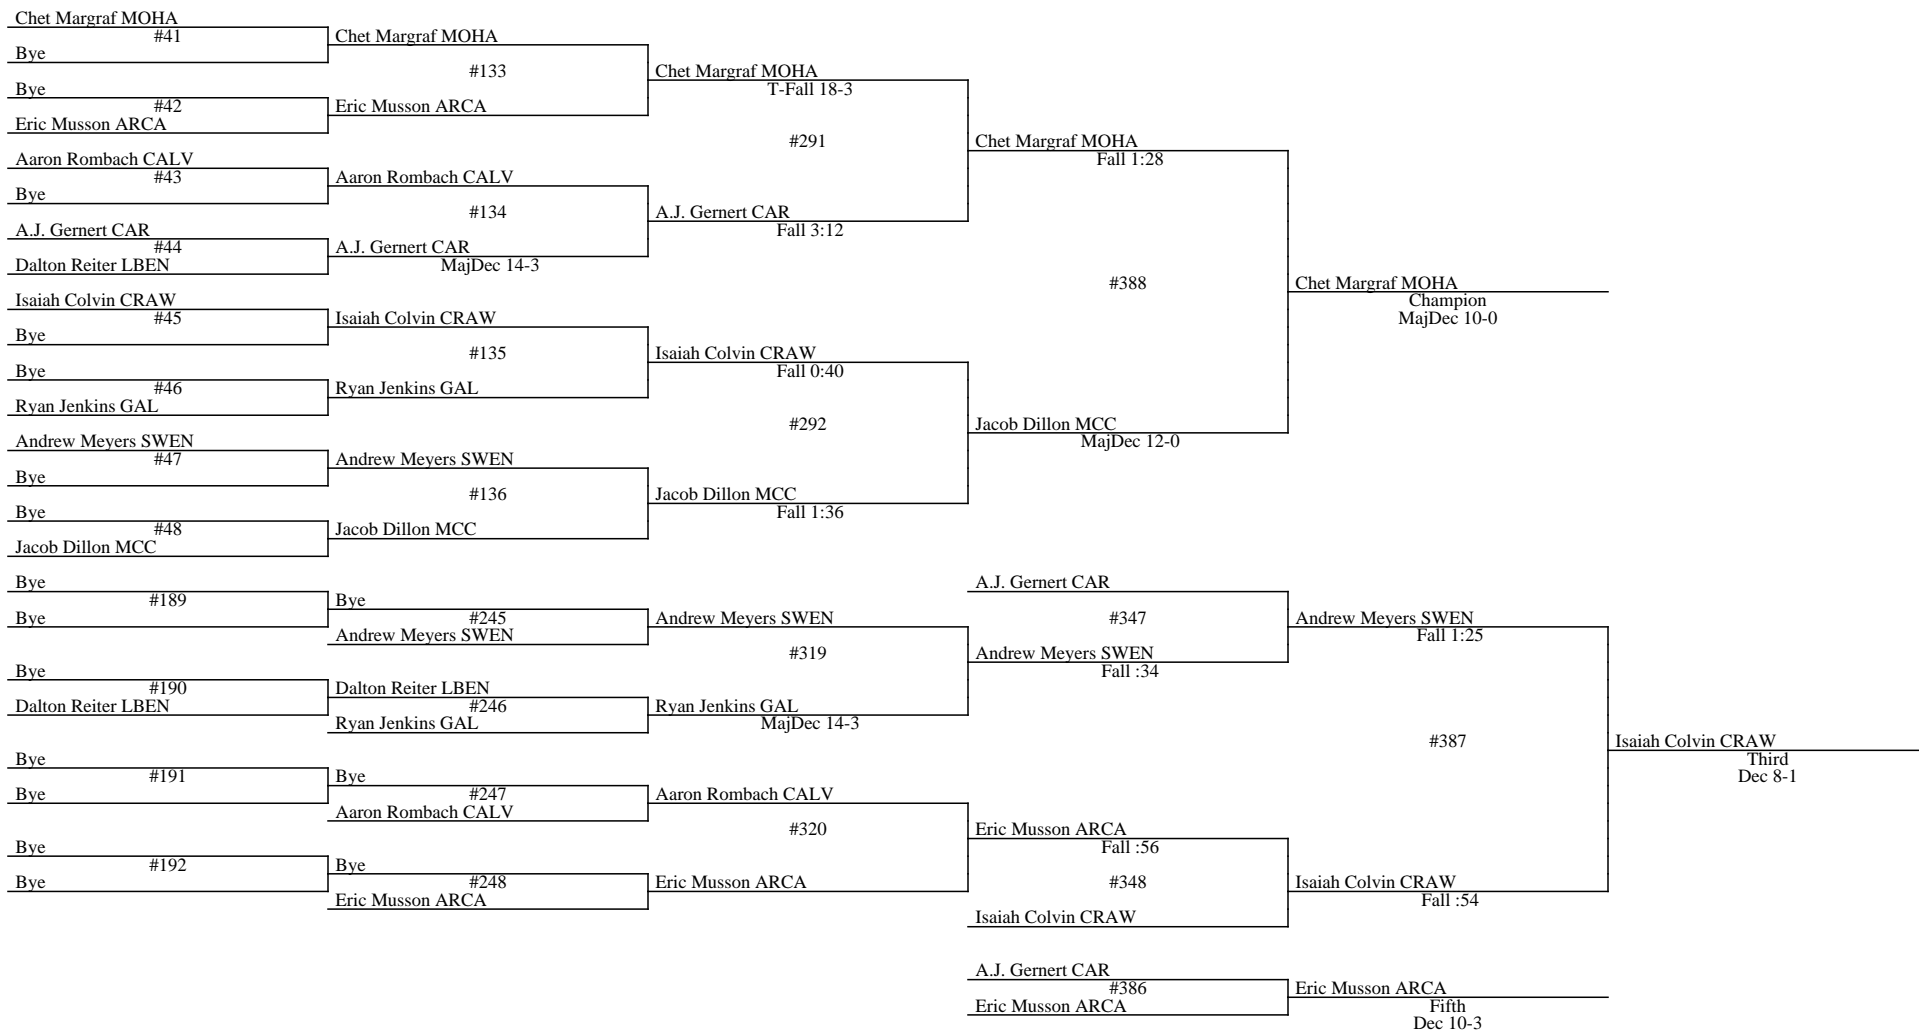 Chet Margraf MOHA
#41
Bye
Bye
#42
Eric Musson ARCA
Aaron Rombach CALV
#43
Bye
A.J. Gernert CAR
#44
Dalton Reiter LBEN
Isaiah Colvin CRAW
#45
Bye
Bye
#46
Ryan Jenkins GAL
Andrew Meyers SWEN
#47
Bye
Bye
#48
Jacob Dillon MCC
Chet Margraf MOHA
#133
Eric Musson ARCA
Aaron Rombach CALV
#134
A.J. Gernert CAR
MajDec 14-3
Isaiah Colvin CRAW
#135
Ryan Jenkins GAL
Andrew Meyers SWEN
#136
Jacob Dillon MCC
Chet Margraf MOHA
T-Fall 18-3
#291
A.J. Gernert CAR
Fall 3:12
Isaiah Colvin CRAW
Fall 0:40
#292
Jacob Dillon MCC
Fall 1:36
Chet Margraf MOHA
Fall 1:28
#388
Jacob Dillon MCC
MajDec 12-0
Chet Margraf MOHA
Champion
MajDec 10-0
Bye
#189
Bye
Bye
#190
Dalton Reiter LBEN
Bye
#191
Bye
Bye
#192
Bye
Bye
#245
Andrew Meyers SWEN
Dalton Reiter LBEN
#246
Ryan Jenkins GAL
Bye
#247
Aaron Rombach CALV
Bye
#248
Eric Musson ARCA
Andrew Meyers SWEN
#319
Ryan Jenkins GAL
MajDec 14-3
Aaron Rombach CALV
#320
Eric Musson ARCA
A.J. Gernert CAR
#347
Andrew Meyers SWEN
Fall :34
Eric Musson ARCA
Fall :56
#348
Isaiah Colvin CRAW
Andrew Meyers SWEN
Fall 1:25
#387
Isaiah Colvin CRAW
Fall :54
Isaiah Colvin CRAW
Third
Dec 8-1
A.J. Gernert CAR
#386
Eric Musson ARCA
Eric Musson ARCA
Fifth
Dec 10-3